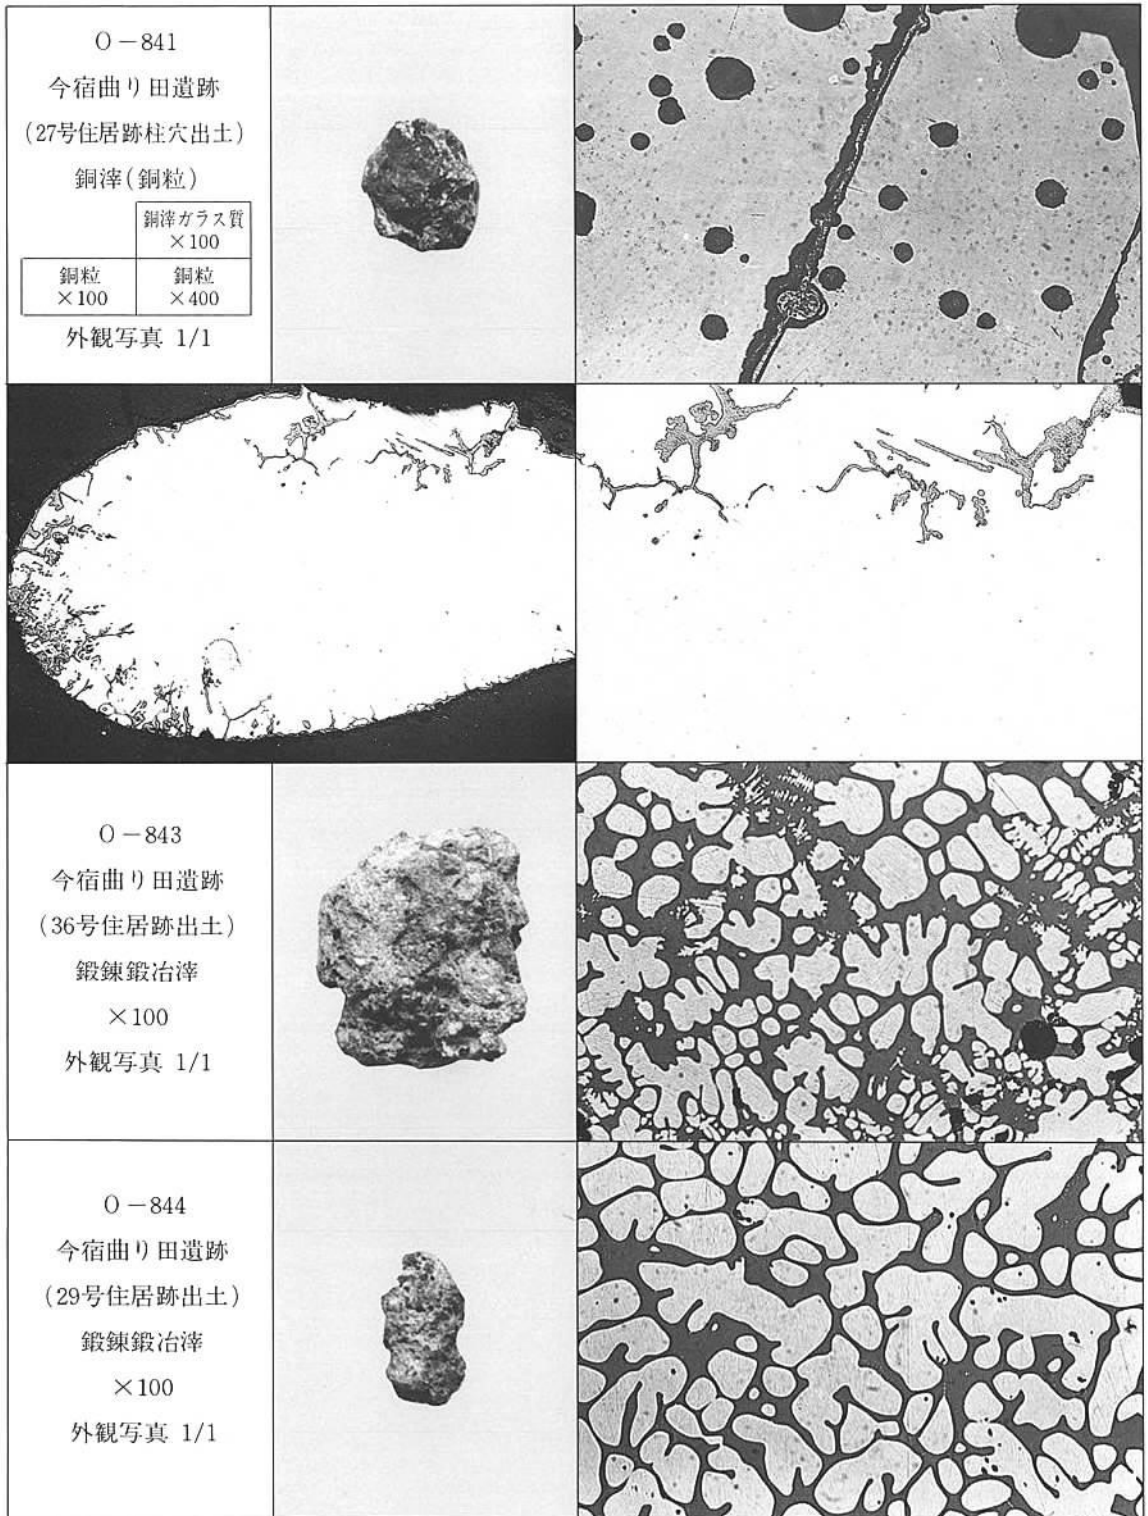 O－841
今宿曲り田遺跡
(27号住居跡柱穴出土)
銅滓(銅粒)
銅滓ガラス質
×100
銅粒
×100
銅粒
×400
外観写真 1/1
O－843
今宿曲り田遺跡
(36号住居跡出土)
鍛錬鍛冶滓
×100
外観写真 1/1
O－844
今宿曲り田遺跡
(29号住居跡出土)
鍛錬鍛冶滓
×100
外観写真 1/1